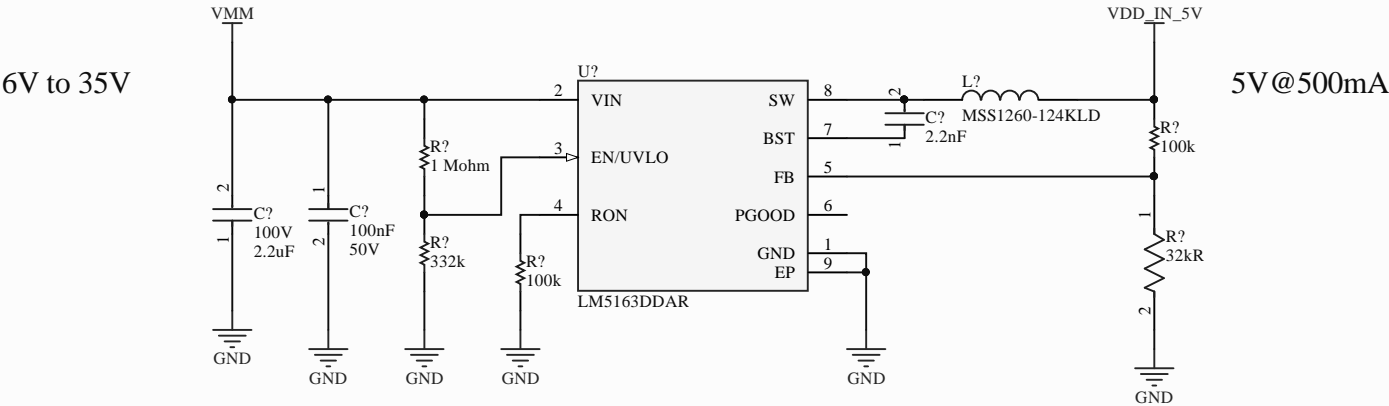 VMM
VDD_IN_5V
6V to 35V
5V@500mA
U?
2
VIN
SW
8
3
EN/UVLO
BST
7
4
RON
FB
5
PGOOD
6
GND
1
EP
9
LM5163DDAR
2
C?
100V
2.2uF
1
1
C?
100nF
50V
2
R?
1 Mohm
R?
332k
R?
100k
2
C?
2.2nF
1
L?
MSS1260-124KLD
R?
100k
1
R?
32kR
2
GND
GND
GND
GND
GND
GND